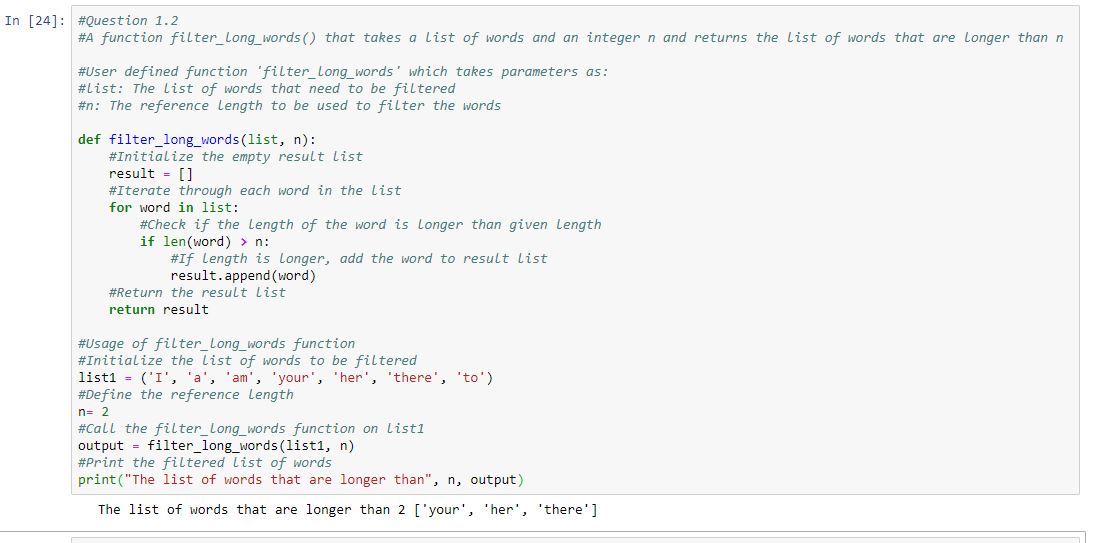 In [24]: #Question 1.2
#A function filter_long_words() that takes a list of words and an integer n and returns the list of words that are longer than n
#User defined function 'filter_long_words' which takes parameters as:
#list: The list of words that need to be filtered
#n: The reference length to be used to filter the words
def filter_long_words(list, n):
#Initialize the empty result list
result = []
#Iterate through each word in the list
for word in list:
#Check if the length of the word is longer than given length
if len(word) > n:
#If length is longer, add the word to result list
result.append(word)
#Return the result list
return result
#Usage of filter_long_words function
#Initialize the list of words to be filtered
list1 = ('I', 'a', 'am', 'your', 'her', 'there', 'to')
#Define the reference length
n= 2
#Call the filter_long_words function on list1
output = filter_long_words(list1, n)
#Print the filtered list of words
print("The list of words that are longer than", n, output)
The list of words that are longer than 2 ['your', 'her', 'there']